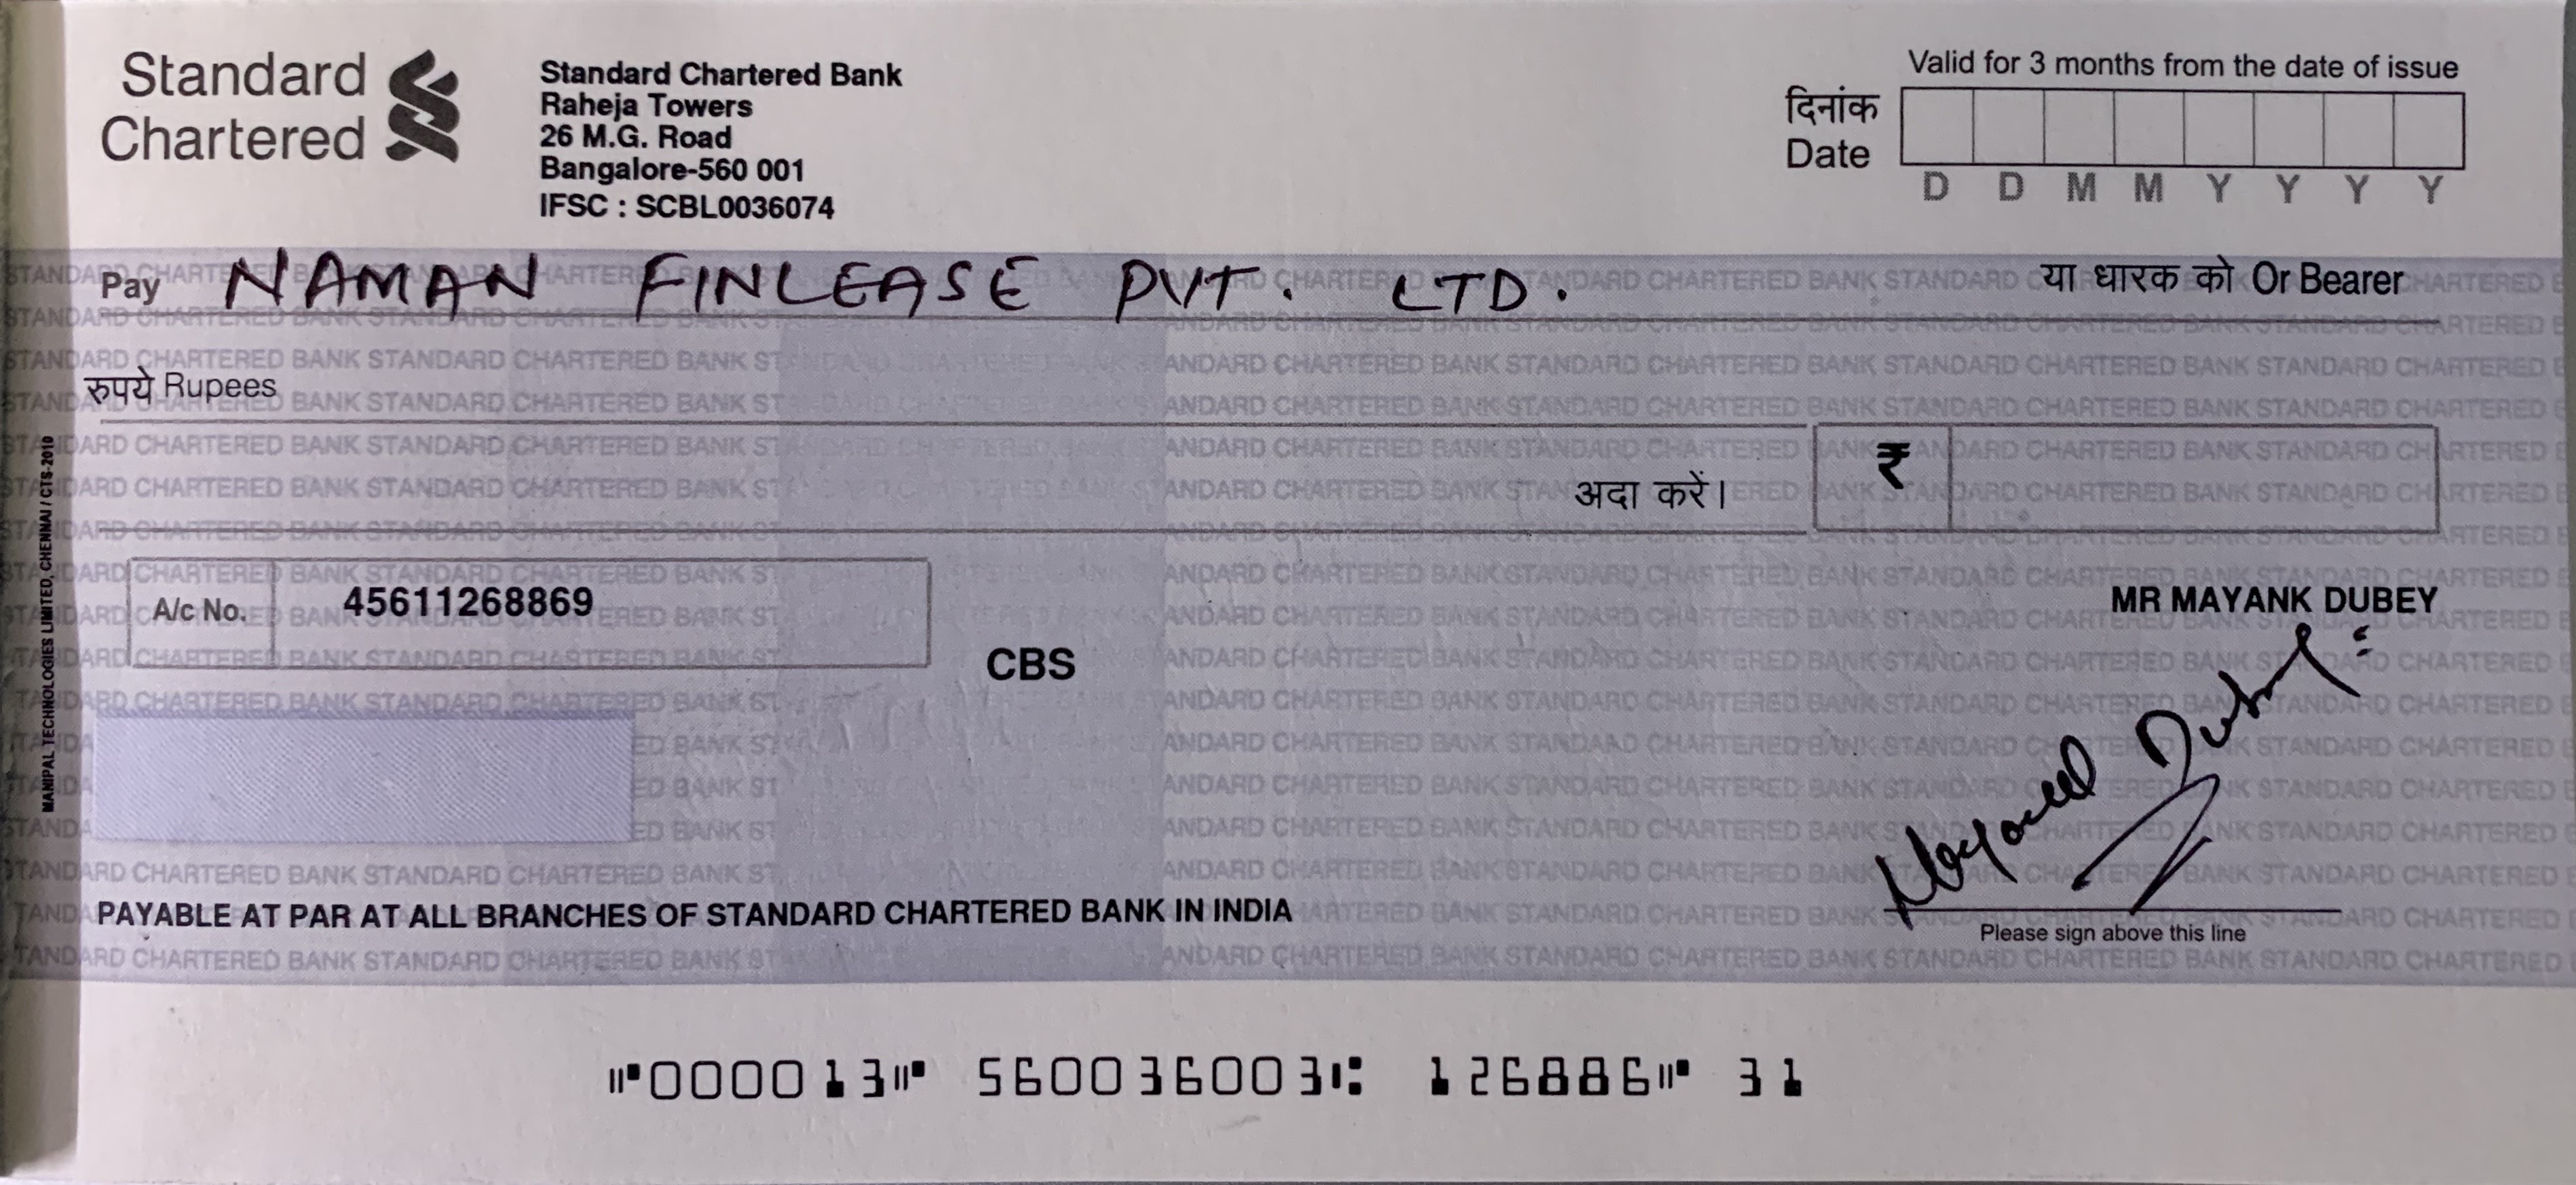 Standard
Chartered
Standard Chartered Bank
Raheja Towers
26 M.G. Road
Bangalore-560 001
IFSC : SCBL0036074
Valid for 3 months from the date of issue
दिनांक
Date
D D M M Y Y Y Y
Pay NAMAN FINLEASE PVT. LTD. या धारक को Or Bearer
रुपये Rupees
अदा करें। ₹
A/c No. 45611268869
MR MAYANK DUBEY
CBS
Mayank Dubey
PAYABLE AT PAR AT ALL BRANCHES OF STANDARD CHARTERED BANK IN INDIA
Please sign above this line
MANIPAL TECHNOLOGIES LIMITED, CHENNAI / CTS-2010
⑈000013⑈ 560036003⑆ 126886⑈ 31